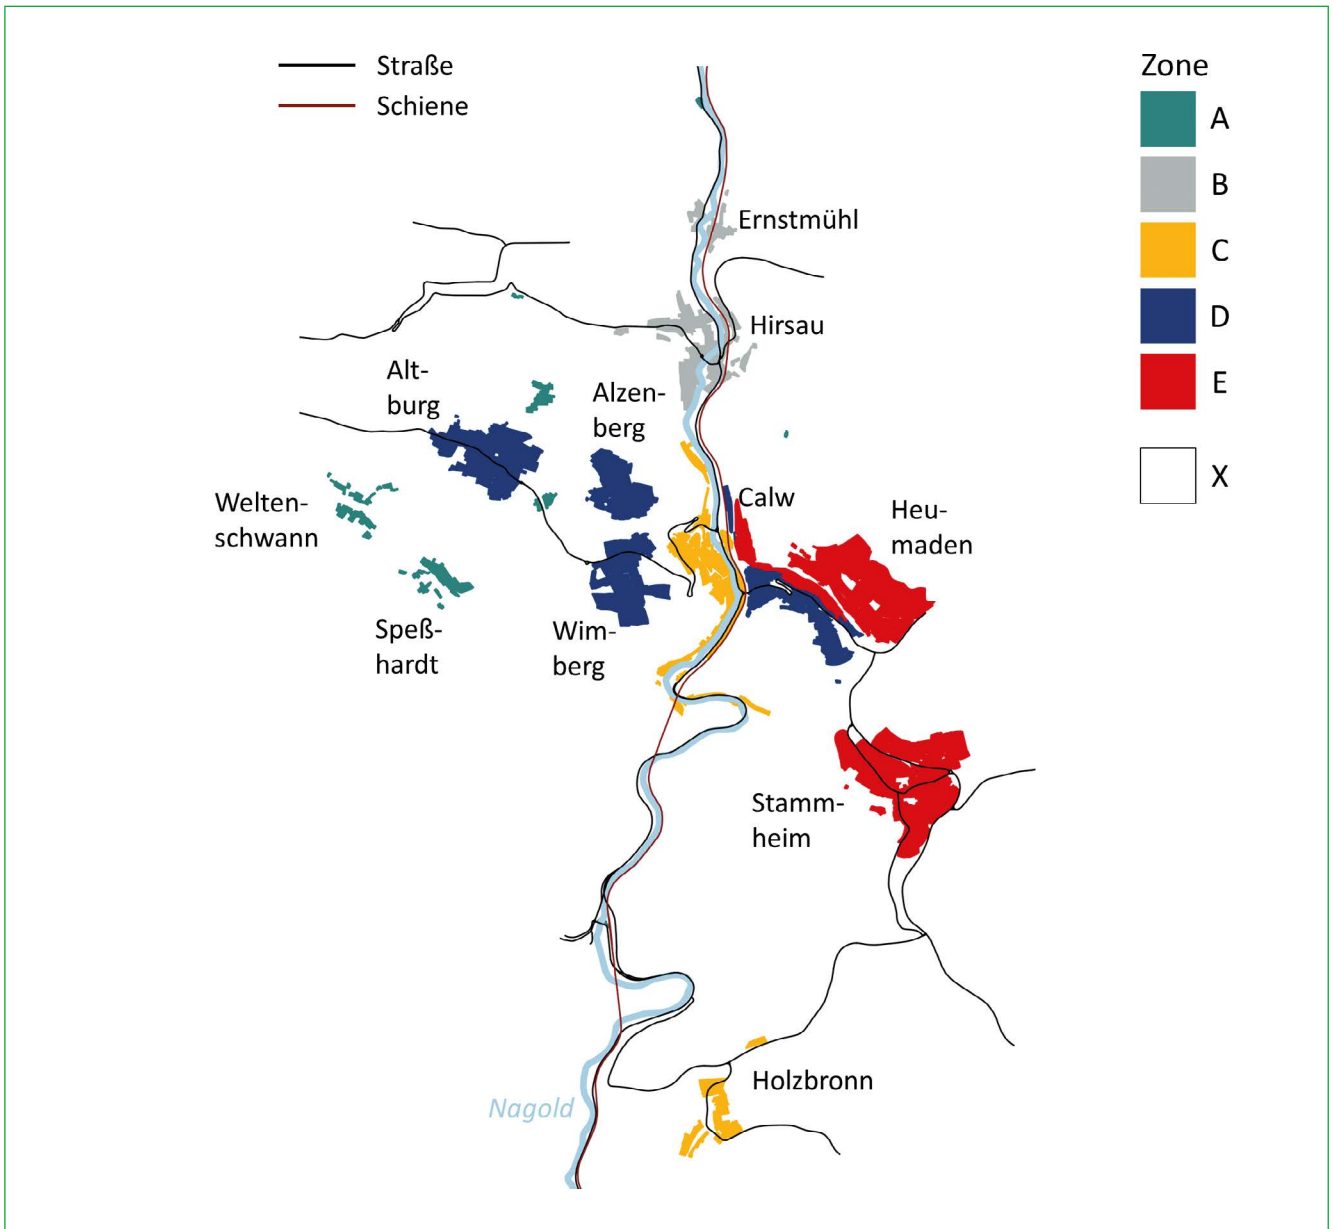 Straße
Schiene
Zone
A
B
C
D
E
X
Ernstmühl
Hirsau
Alt-
burg
Alzen-
berg
Welten-
schwann
Calw
Heu-
maden
Speß-
hardt
Wim-
berg
Stamm-
heim
Holzbronn
Nagold